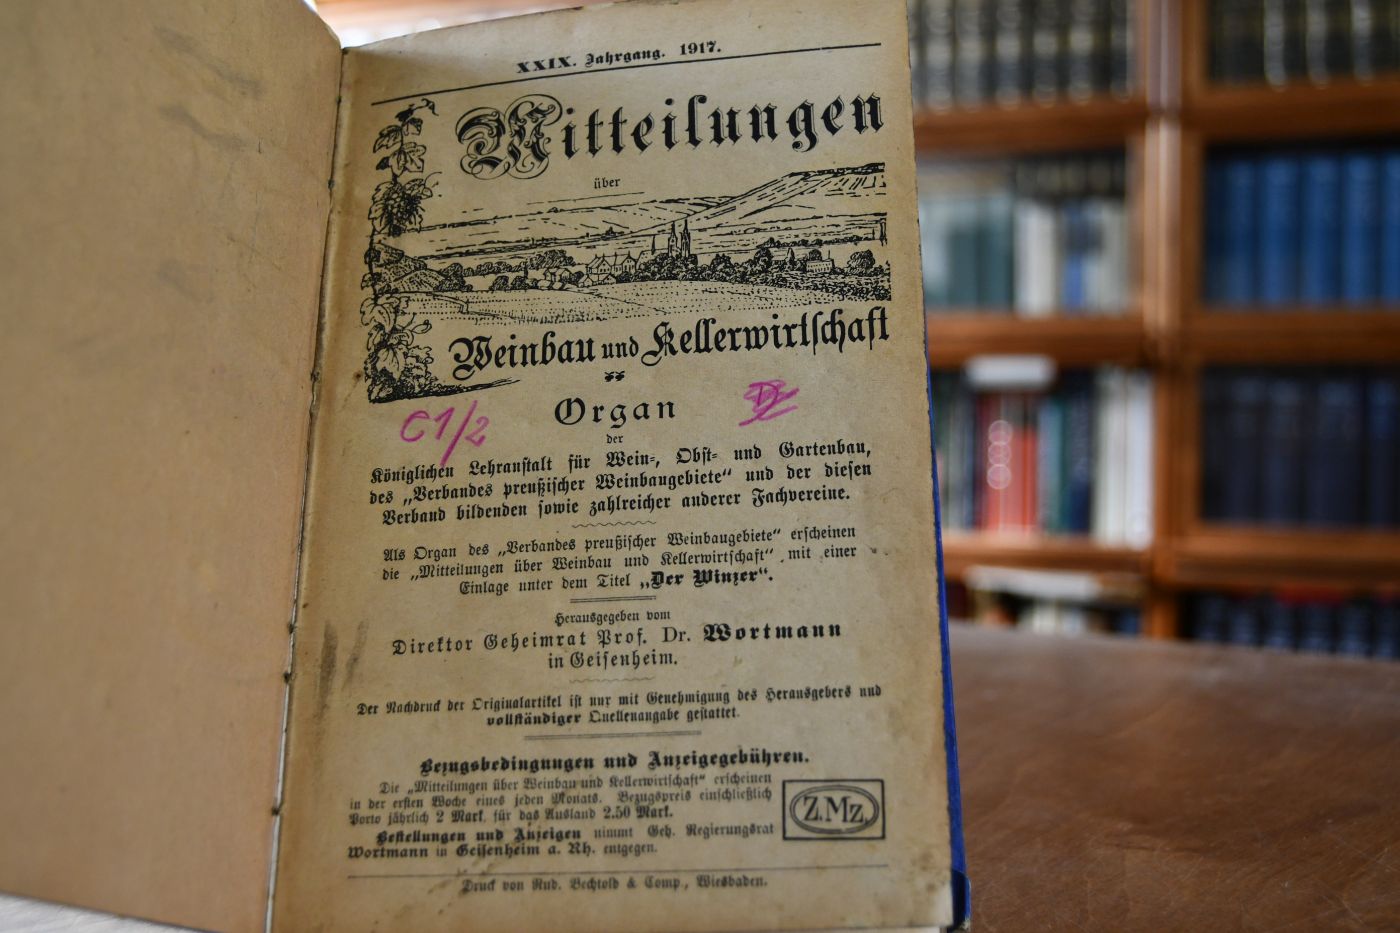 XXIX. Jahrgang. 1917.
Mitteilungen
über
Weinbau und Kellerwirtschaft
Organ
C1/2
der
Königlichen Lehranstalt für Wein-, Obst- und Gartenbau,
des „Verbandes preußischer Weinbaugebiete“ und der diesen
Verband bildenden sowie zahlreicher anderer Fachvereine.
Als Organ des „Verbandes preußischer Weinbaugebiete“ erscheinen
die „Mitteilungen über Weinbau und Kellerwirtschaft“ mit einer
Einlage unter dem Titel „Der Winzer“.
Herausgegeben vom
Direktor Geheimrat Prof. Dr. Wortmann
in Geisenheim.
Der Nachdruck der Originalartikel ist nur mit Genehmigung des Herausgebers und
vollständiger Quellenangabe gestattet.
Bezugsbedingungen und Anzeigegebühren.
Die „Mitteilungen über Weinbau und Kellerwirtschaft“ erscheinen
in der ersten Woche eines jeden Monats. Bezugspreis einschließlich
Porto jährlich 2 Mark, für das Ausland 2.50 Mark.
Bestellungen und Anzeigen nimmt Geh. Regierungsrat
Wortmann in Geisenheim a. Rh. entgegen.
Z.Mz.
Druck von Rud. Bechtold & Comp., Wiesbaden.